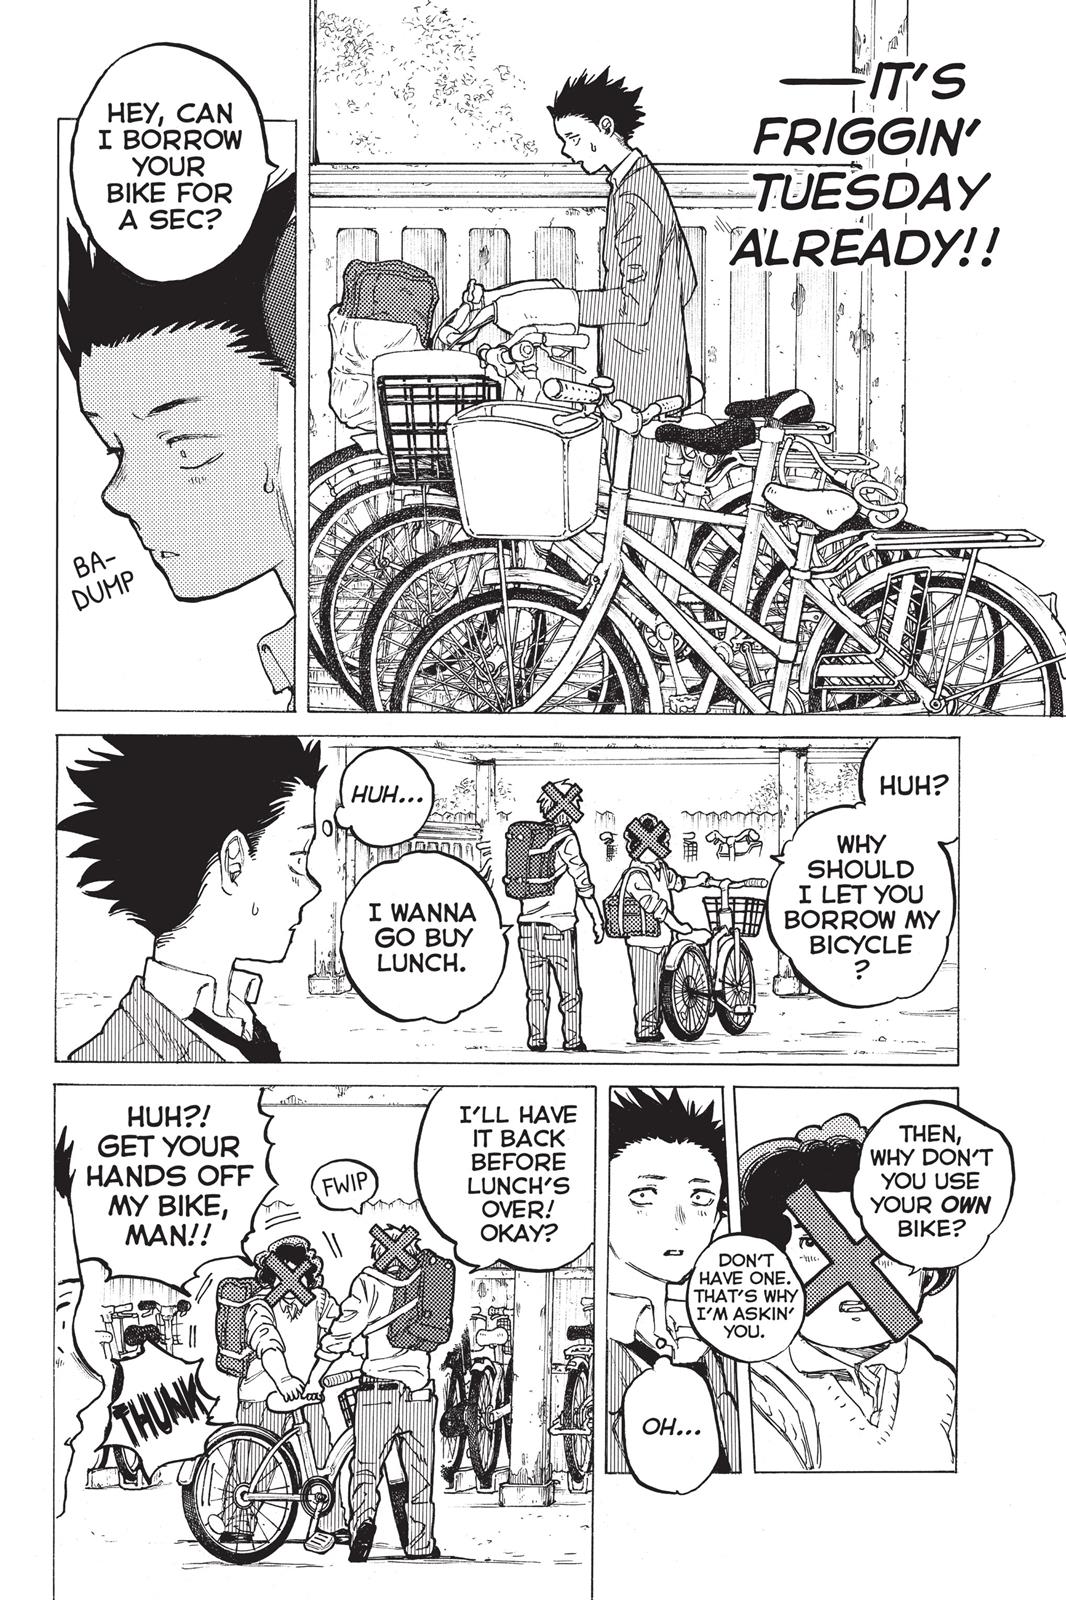 —IT'S
FRIGGIN'
TUESDAY
ALREADY!!
HEY, CAN
I BORROW
YOUR
BIKE FOR
A SEC?
BA-
DUMP
HUH?
WHY
SHOULD
I LET YOU
BORROW MY
BICYCLE
?
HUH...
I WANNA
GO BUY
LUNCH.
THEN,
WHY DON'T
YOU USE
YOUR OWN
BIKE?
DON'T
HAVE ONE.
THAT'S WHY
I'M ASKIN'
YOU.
OH...
I'LL HAVE
IT BACK
BEFORE
LUNCH'S
OVER!
OKAY?
FWIP
HUH?!
GET YOUR
HANDS OFF
MY BIKE,
MAN!!
THUNK